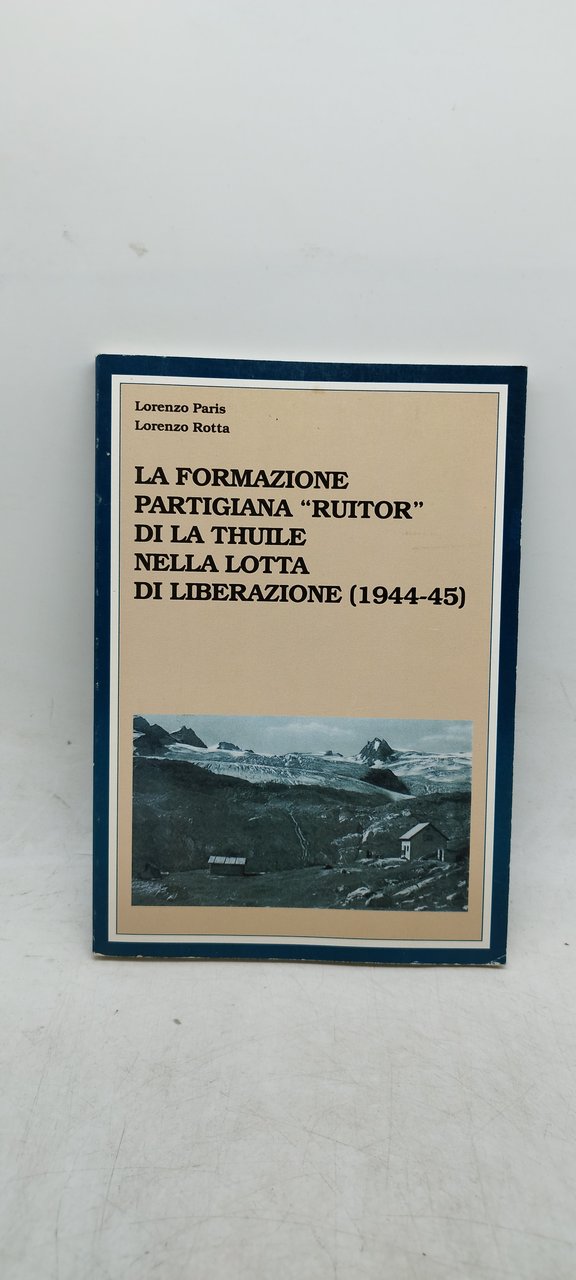 Lorenzo Paris
Lorenzo Rotta
LA FORMAZIONE
PARTIGIANA “RUITOR”
DI LA THUILE
NELLA LOTTA
DI LIBERAZIONE (1944-45)